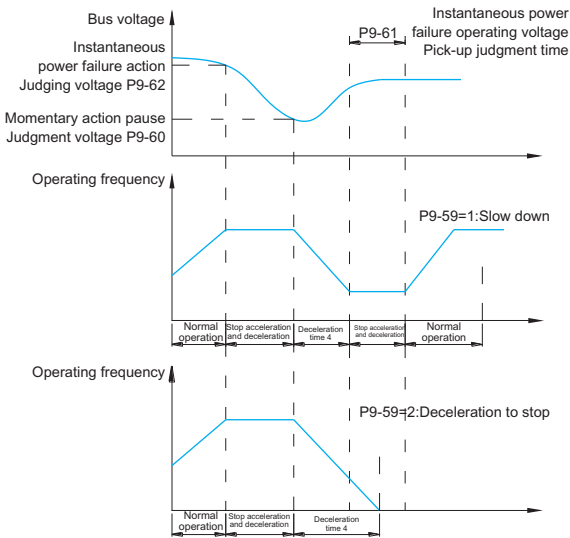 Bus voltage
Instantaneous
power failure action
Judging voltage P9-62
Momentary action pause
Judgment voltage P9-60
P9-61
Instantaneous power
failure operating voltage
Pick-up judgment time
Operating frequency
P9-59=1:Slow down
Normal
operation
Stop acceleration
and deceleration
Deceleration
time 4
Stop acceleration
and deceleration
Normal
operation
Operating frequency
P9-59=2:Deceleration to stop
Normal
operation
Stop acceleration
and deceleration
Deceleration
time 4